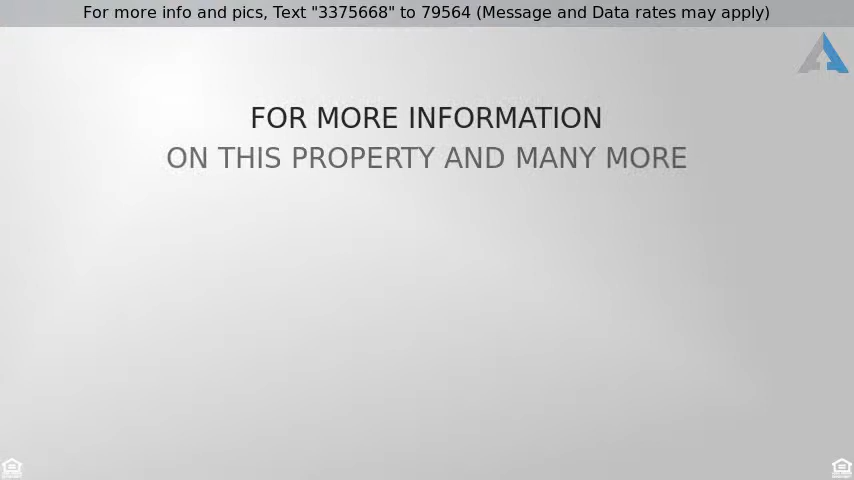 For more info and pics, Text "3375668" to 79564 (Message and Data rates may apply)
FOR MORE INFORMATION
ON THIS PROPERTY AND MANY MORE